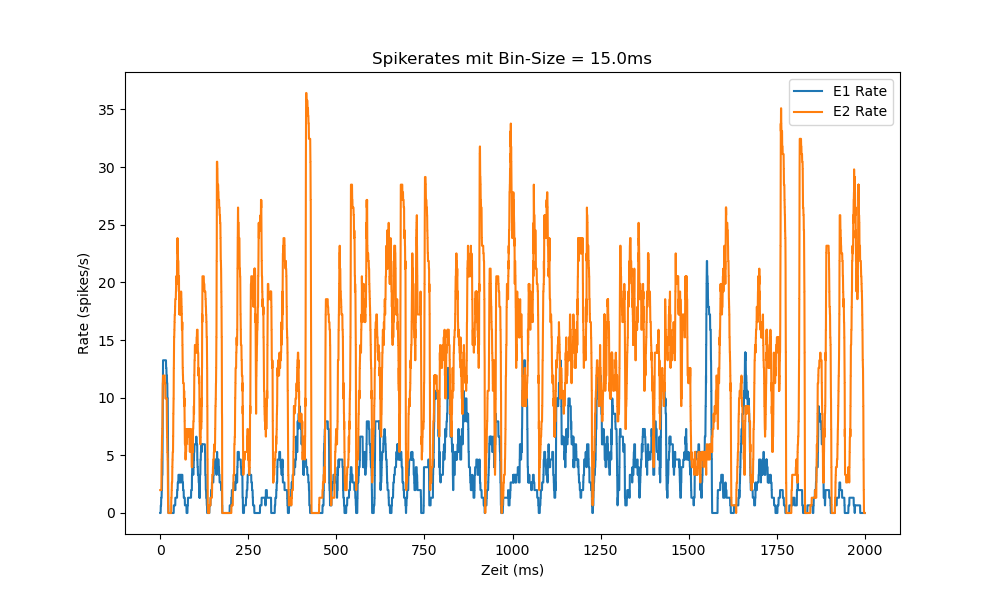 Spikerates mit Bin-Size = 15.0ms
E1 Rate
E2 Rate
Rate (spikes/s)
35
30
25
20
15
10
5
0
0 250 500 750 1000 1250 1500 1750 2000
Zeit (ms)